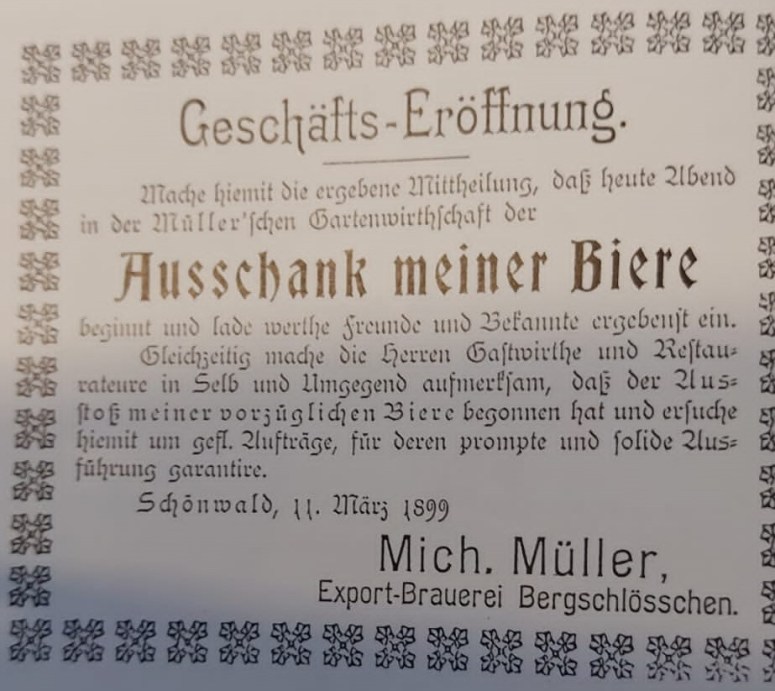 Geschäfts-Eröffnung.
Mache hiemit die ergebene Mittheilung, daß heute Abend
in der Müller'schen Gartenwirthschaft der
Ausschank meiner Biere
beginnt und lade werthe Freunde und Bekannte ergebenst ein.
Gleichzeitig mache die Herren Gastwirthe und Restau-
rateure in Selb und Umgegend aufmerksam, daß der Aus-
stoß meiner vorzüglichen Biere begonnen hat und ersuche
hiemit um gefl. Aufträge, für deren prompte und solide Aus-
führung garantire.
Schönwald, 11. März 1899
Mich. Müller,
Export-Brauerei Bergschlösschen.